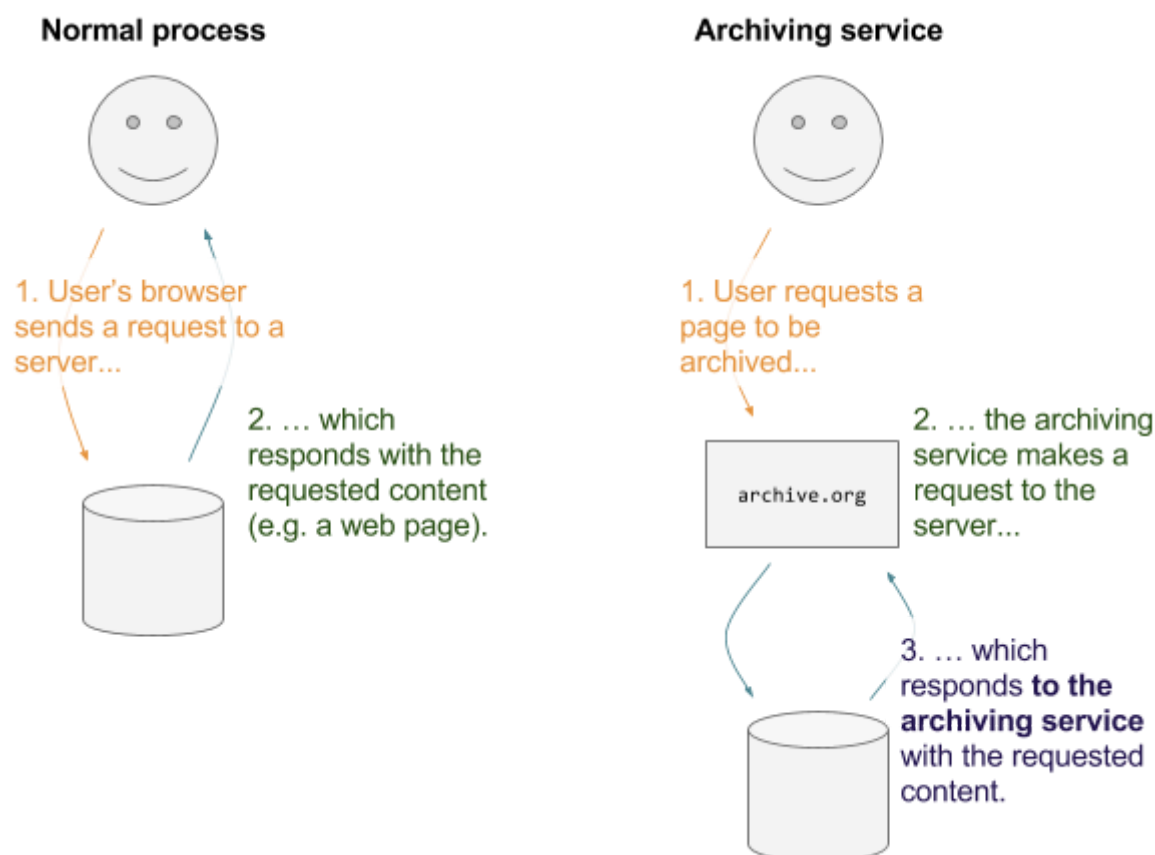 Normal process
1. User’s browser
sends a request to a
server...
2. … which
responds with the
requested content
(e.g. a web page).
Archiving service
1. User requests a
page to be
archived...
archive.org
2. … the archiving
service makes a
request to the
server...
3. … which
responds to the
archiving service
with the requested
content.